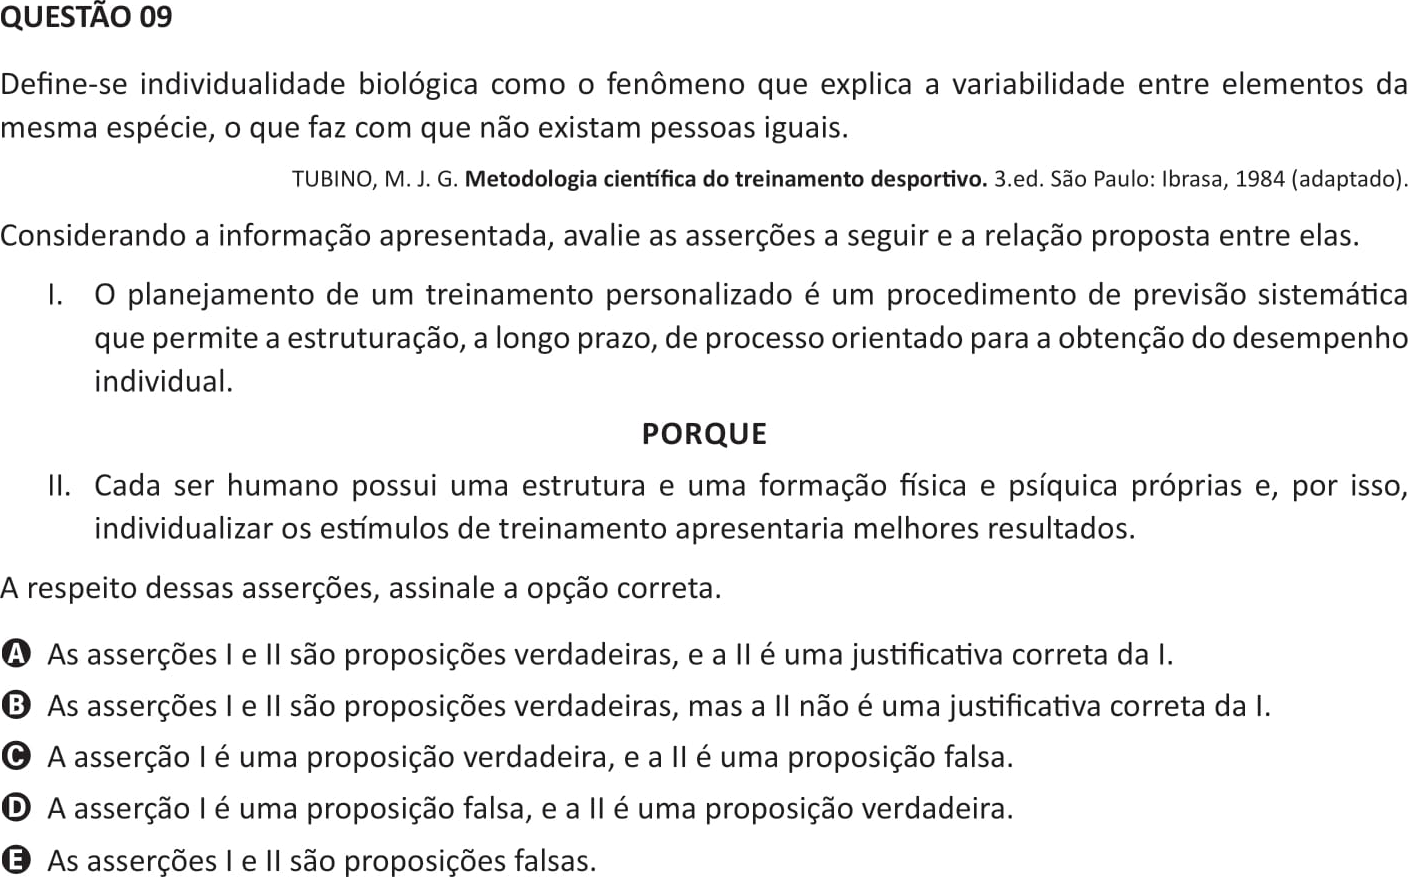 QUESTÃO 09
Define-se individualidade biológica como o fenômeno que explica a variabilidade entre elementos da
mesma espécie, o que faz com que não existam pessoas iguais.
TUBINO, M. J. G. Metodologia científica do treinamento desportivo. 3.ed. São Paulo: Ibrasa, 1984 (adaptado).
Considerando a informação apresentada, avalie as asserções a seguir e a relação proposta entre elas.
I. O planejamento de um treinamento personalizado é um procedimento de previsão sistemática
que permite a estruturação, a longo prazo, de processo orientado para a obtenção do desempenho
individual.
PORQUE
II. Cada ser humano possui uma estrutura e uma formação física e psíquica próprias e, por isso,
individualizar os estímulos de treinamento apresentaria melhores resultados.
A respeito dessas asserções, assinale a opção correta.
A As asserções I e II são proposições verdadeiras, e a II é uma justificativa correta da I.
B As asserções I e II são proposições verdadeiras, mas a II não é uma justificativa correta da I.
C A asserção I é uma proposição verdadeira, e a II é uma proposição falsa.
D A asserção I é uma proposição falsa, e a II é uma proposição verdadeira.
E As asserções I e II são proposições falsas.